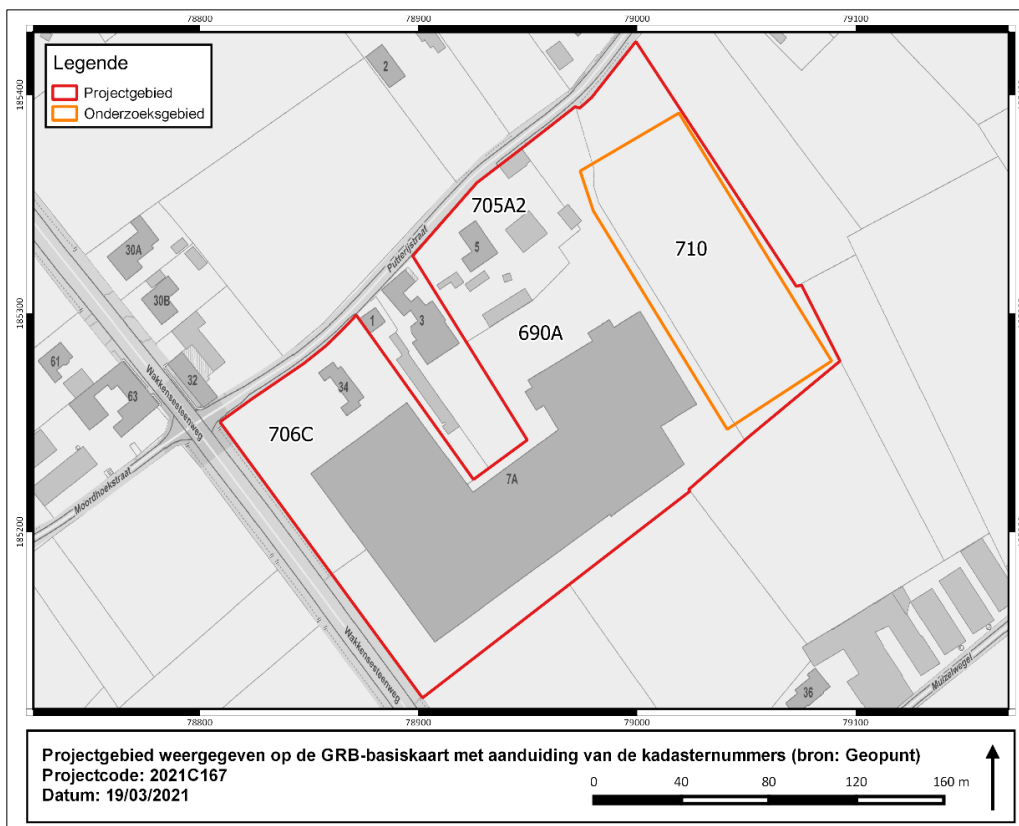 78800 78900 79000 79100
185400
185300
185200
Legende
Projectgebied
Onderzoeksgebied
2
705A2
5
Putterijstraat
710
30A
30B
1
3
690A
61
63
32
34
Wakkensesteenweg
706C
7A
Moordhoekstraat
Wakkensesteenweg
36
Muizelwegel
78800 78900 79000 79100
Projectgebied weergegeven op de GRB-basiskaart met aanduiding van de kadasternummers (bron: Geopunt)
Projectcode: 2021C167
Datum: 19/03/2021
0 40 80 120 160 m